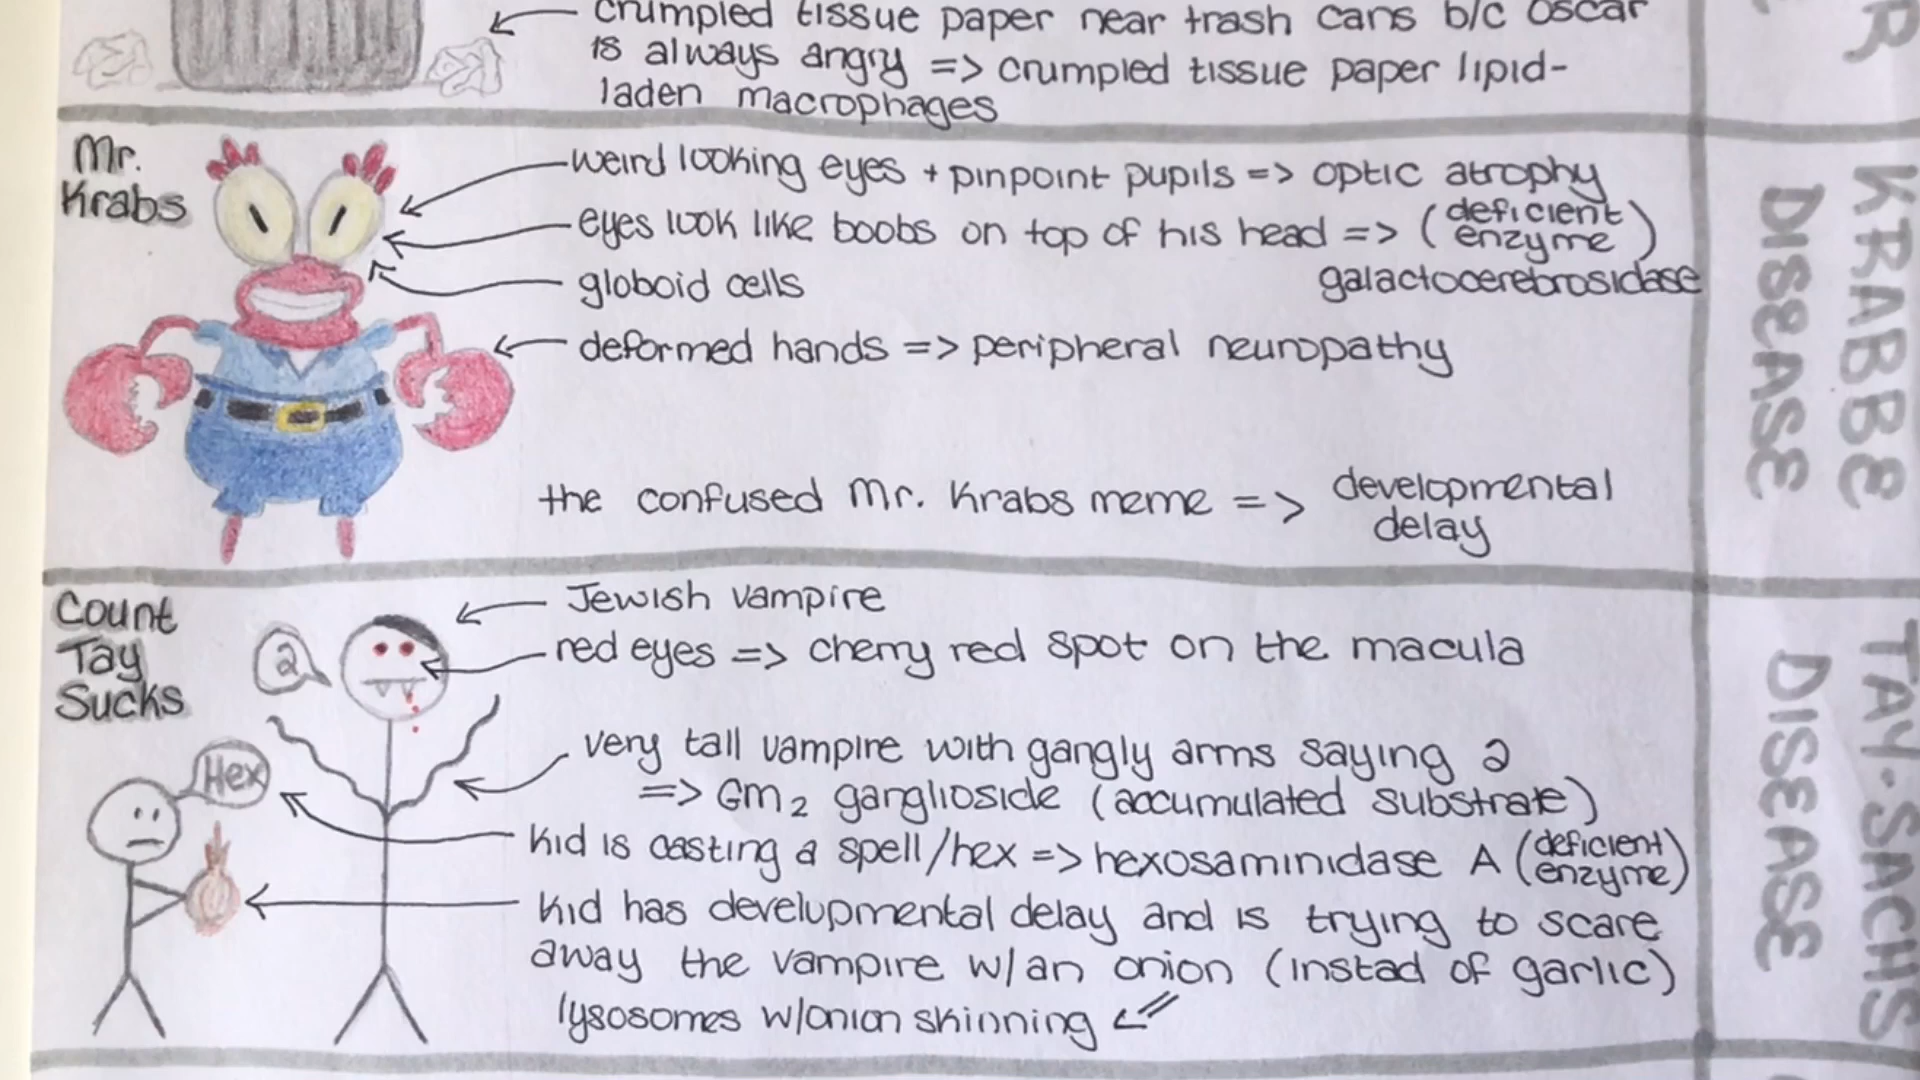 crumpled tissue paper near trash cans b/c Oscar
is always angry => crumpled tissue paper lipid-
laden macrophages
Mr.
Krabs
weird looking eyes + pinpoint pupils => optic atrophy
eyes look like boobs on top of his head => (deficient enzyme)
galactocerebrosidase
globoid cells
deformed hands => peripheral neuropathy
the confused Mr. Krabs meme => developmental
delay
KRABBE
DISEASE
Count
Tay
Sucks
2
Hex
Jewish vampire
red eyes => cherry red spot on the macula
very tall vampire with gangly arms saying 2
=> GM2 ganglioside (accumulated substrate)
kid is casting a spell/hex => hexosaminidase A (deficient enzyme)
kid has developmental delay and is trying to scare
away the vampire w/an onion (instad of garlic)
lysosomes w/onion skinning
TAY-SACHS
DISEASE